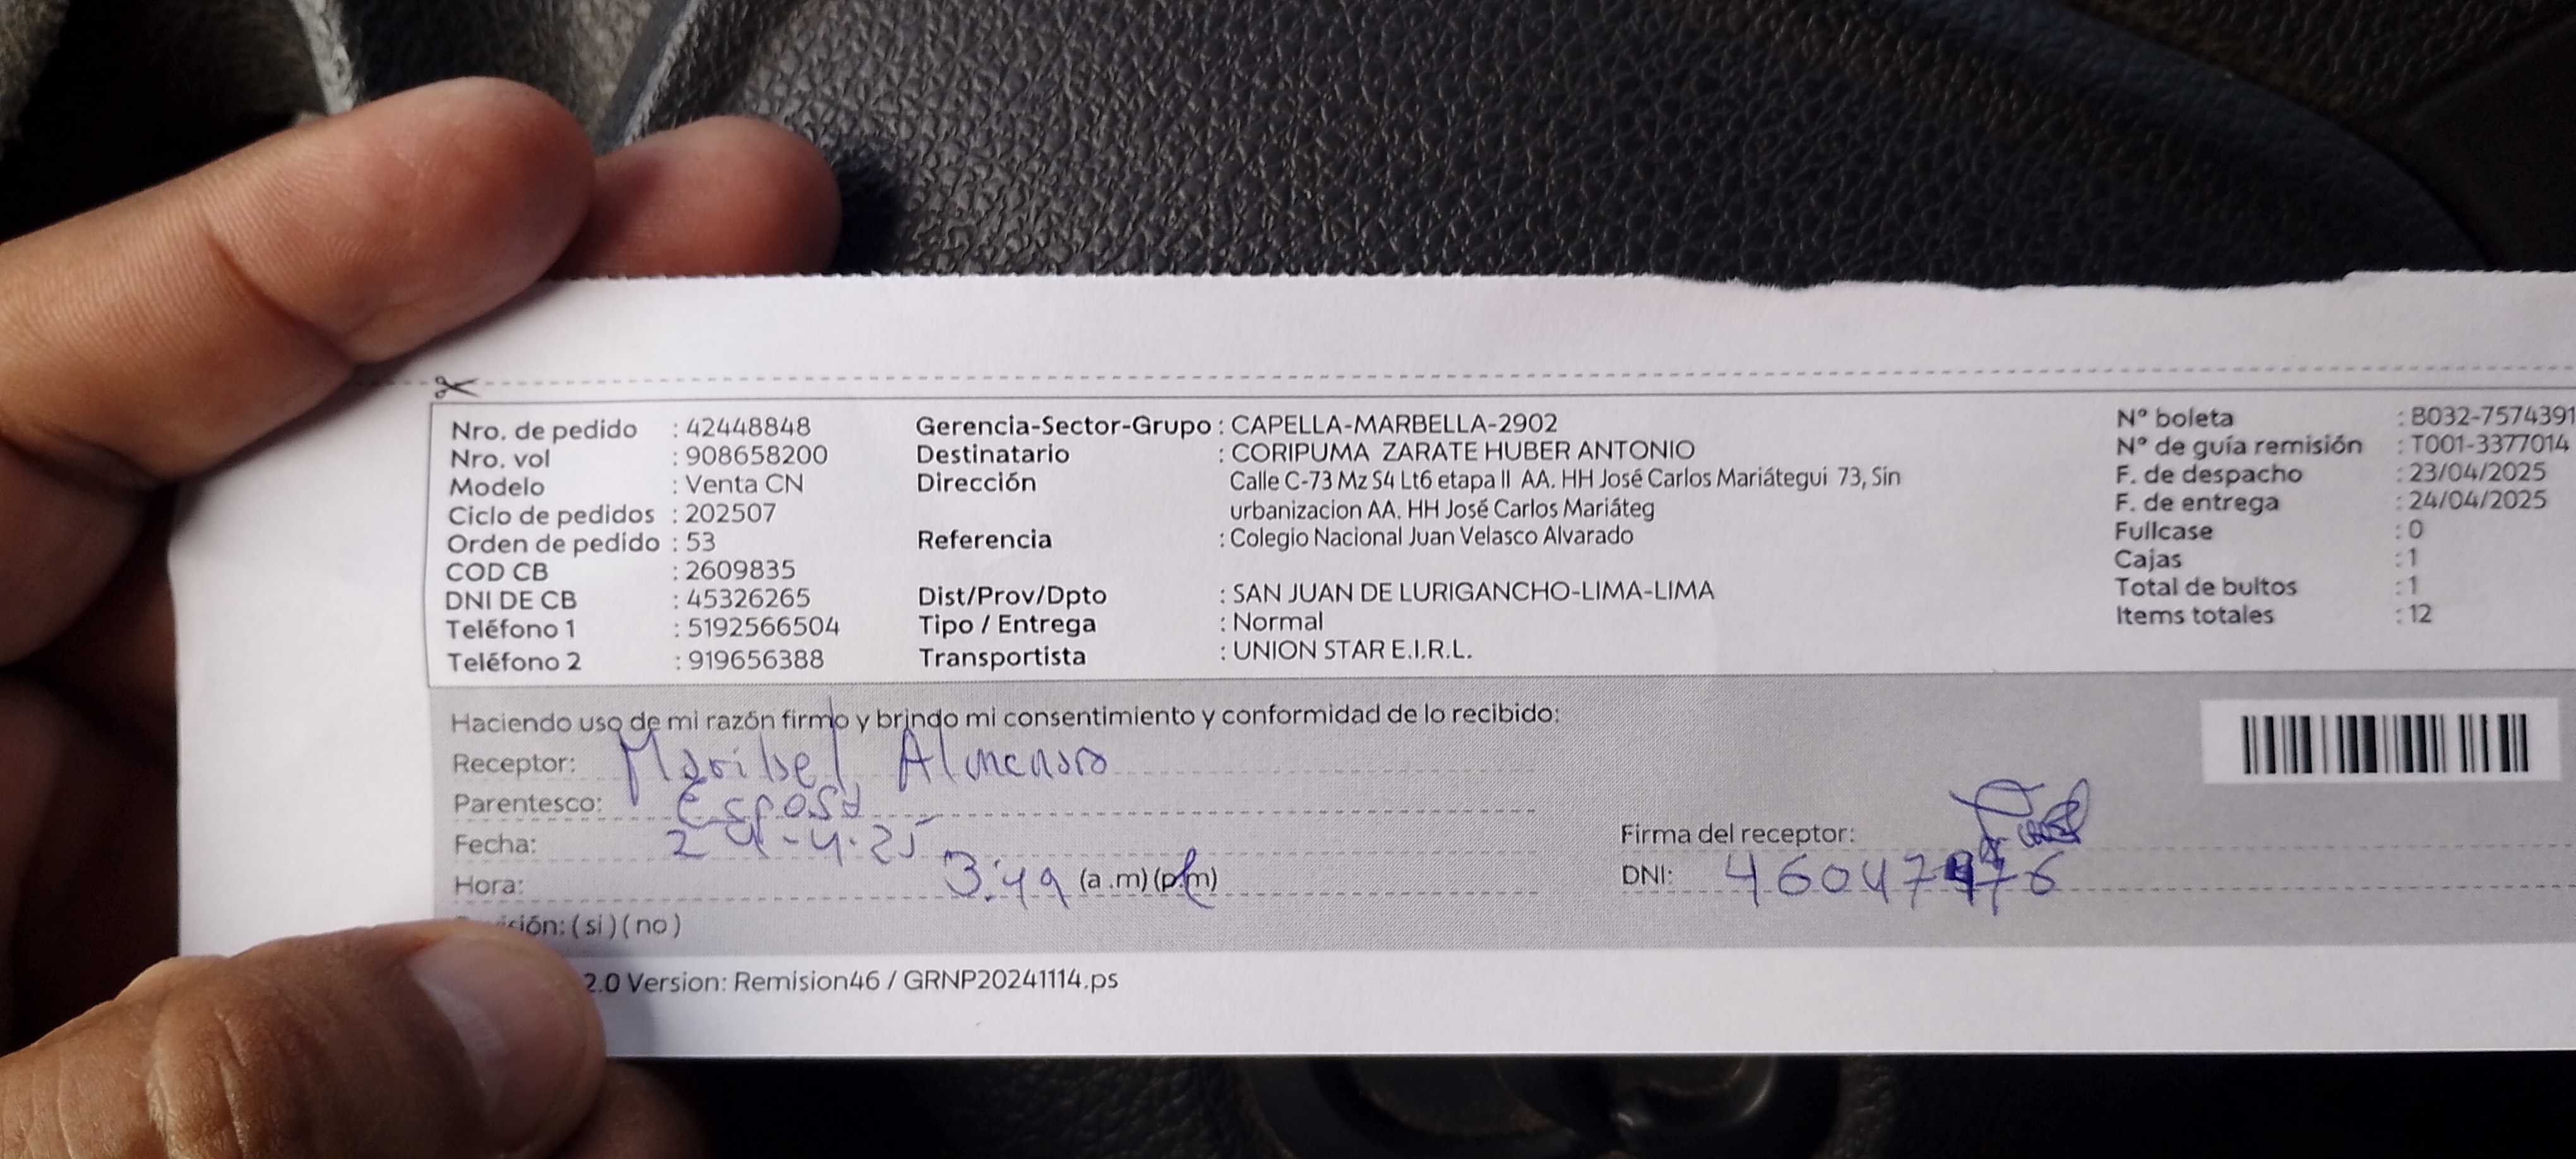 Nro. de pedido : 42448848 Gerencia-Sector-Grupo : CAPELLA-MARBELLA-2902 N° boleta : B032-7574391
Nro. vol : 908658200 Destinatario : CORIPUMA ZARATE HUBER ANTONIO N° de guía remisión : T001-3377014
Modelo : Venta CN Dirección Calle C-73 Mz S4 Lt6 etapa II AA. HH José Carlos Mariátegui 73, Sin F. de despacho : 23/04/2025
Ciclo de pedidos : 202507 urbanizacion AA. HH José Carlos Mariáteg F. de entrega : 24/04/2025
Orden de pedido : 53 Referencia : Colegio Nacional Juan Velasco Alvarado Fullcase : 0
COD CB : 2609835 Cajas : 1
DNI DE CB : 45326265 Dist/Prov/Dpto : SAN JUAN DE LURIGANCHO-LIMA-LIMA Total de bultos : 1
Teléfono 1 : 5192566504 Tipo / Entrega : Normal Items totales : 12
Teléfono 2 : 919656388 Transportista : UNION STAR E.I.R.L.
Haciendo uso de mi razón firmo y brindo mi consentimiento y conformidad de lo recibido:
Receptor: Maribel Almenara
Parentesco: Esposa
Fecha: 24-4-25 Firma del receptor:
Hora: 3:49 (a .m) (p.m) DNI:
(si) (no)
2.0 Version: Remision46 / GRNP20241114.ps